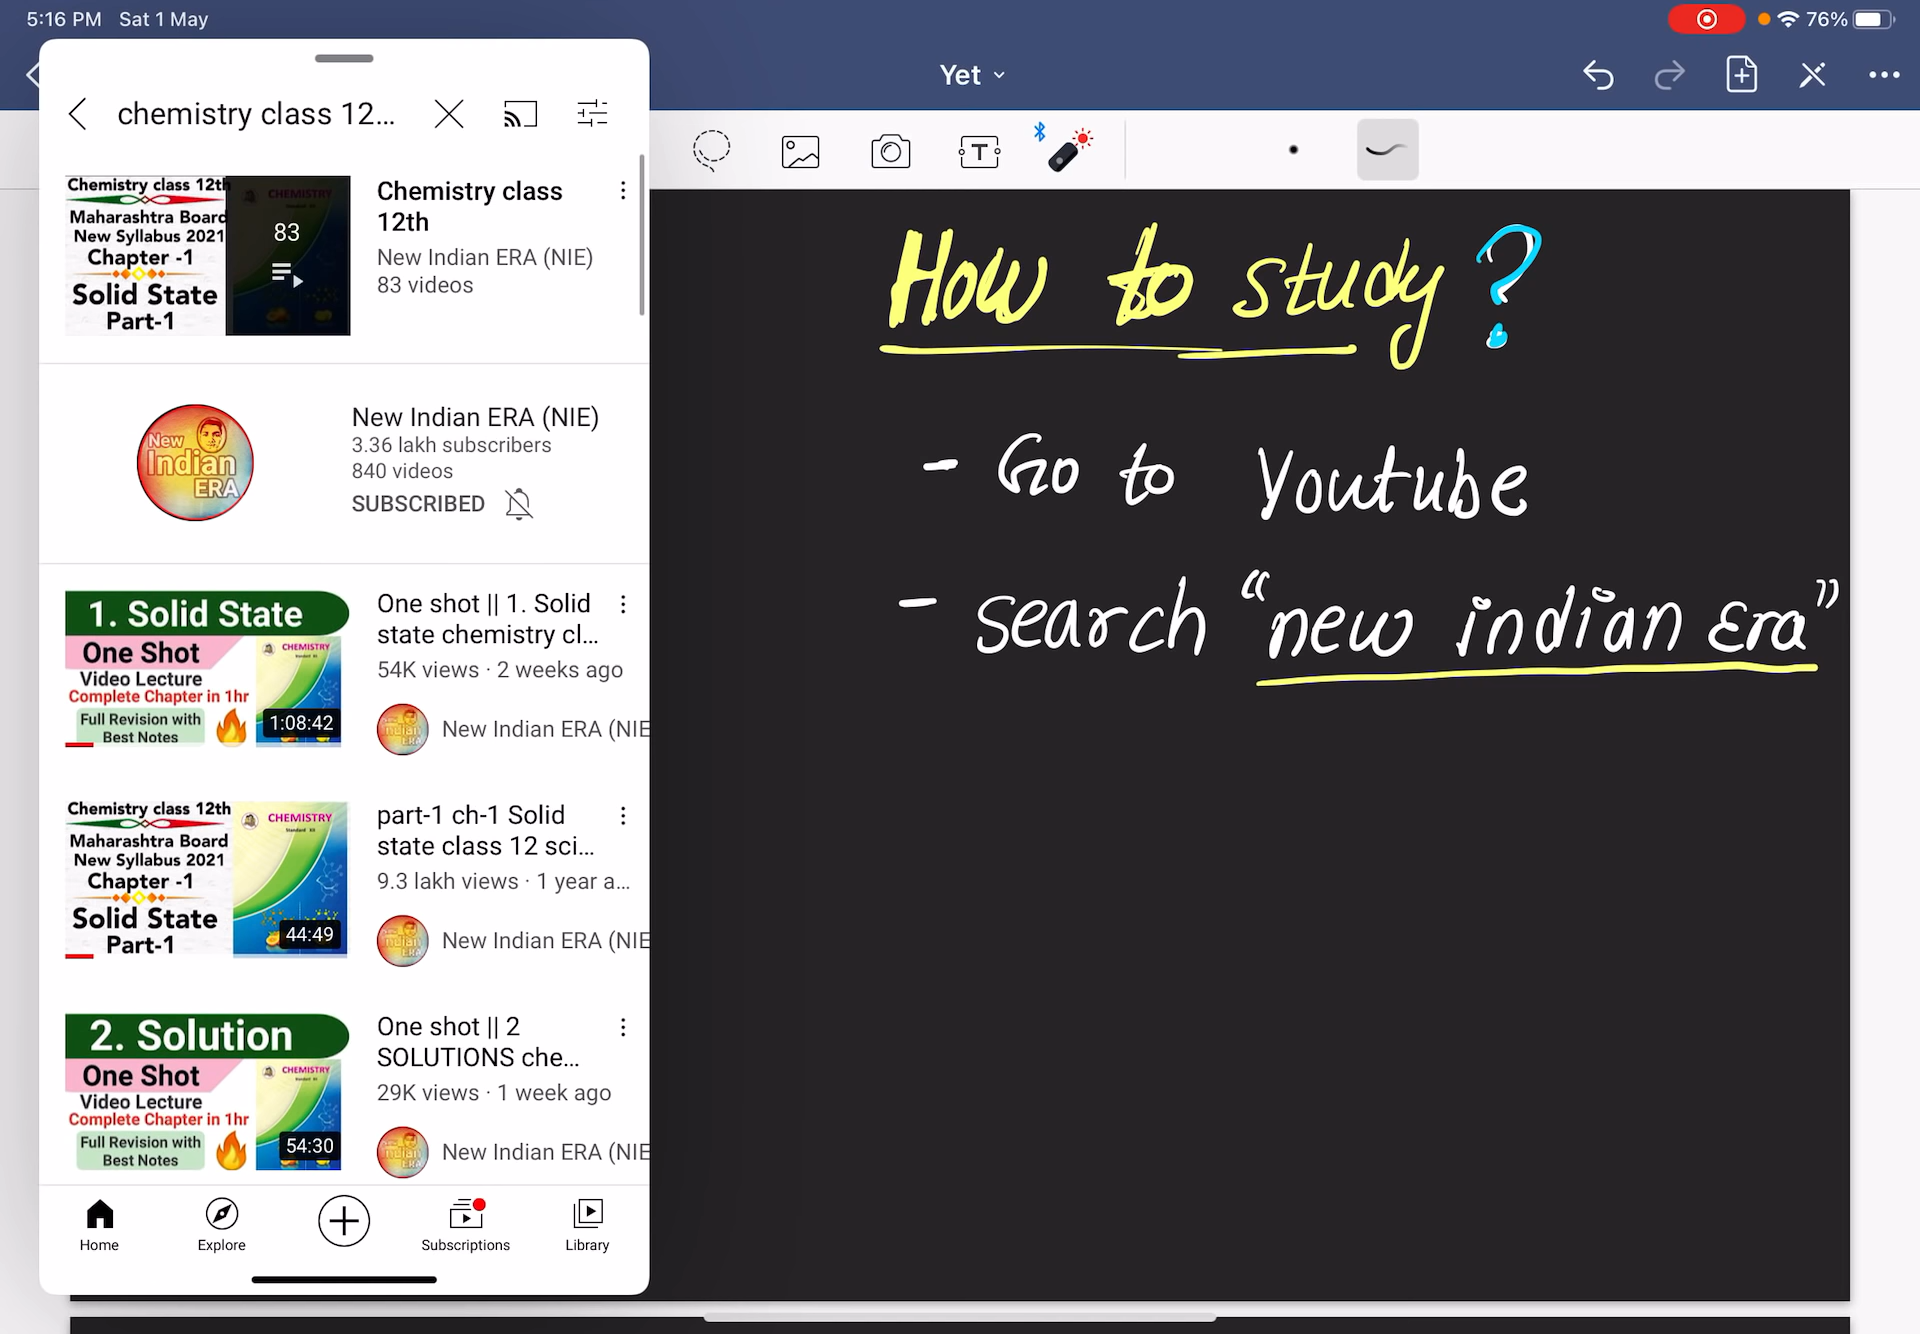 5:16 PM Sat 1 May
76%
Yet
chemistry class 12...
Chemistry class 12th
Maharashtra Board
New Syllabus 2021
Chapter -1
Solid State
Part-1
CHEMISTRY
83
Chemistry class
12th
New Indian ERA (NIE)
83 videos
New
Indian
ERA
New Indian ERA (NIE)
3.36 lakh subscribers
840 videos
SUBSCRIBED
1. Solid State
One Shot
Video Lecture
Complete Chapter in 1hr
Full Revision with
Best Notes
CHEMISTRY
1:08:42
One shot || 1. Solid
state chemistry cl...
54K views · 2 weeks ago
New Indian ERA (NIE
Chemistry class 12th
Maharashtra Board
New Syllabus 2021
Chapter -1
Solid State
Part-1
CHEMISTRY
44:49
part-1 ch-1 Solid
state class 12 sci...
9.3 lakh views · 1 year a...
New Indian ERA (NIE
2. Solution
One Shot
Video Lecture
Complete Chapter in 1hr
Full Revision with
Best Notes
CHEMISTRY
54:30
One shot || 2
SOLUTIONS che...
29K views · 1 week ago
New Indian ERA (NIE
Home
Explore
Subscriptions
Library
T
How to study?
- Go to Youtube
- search "new indian Era"